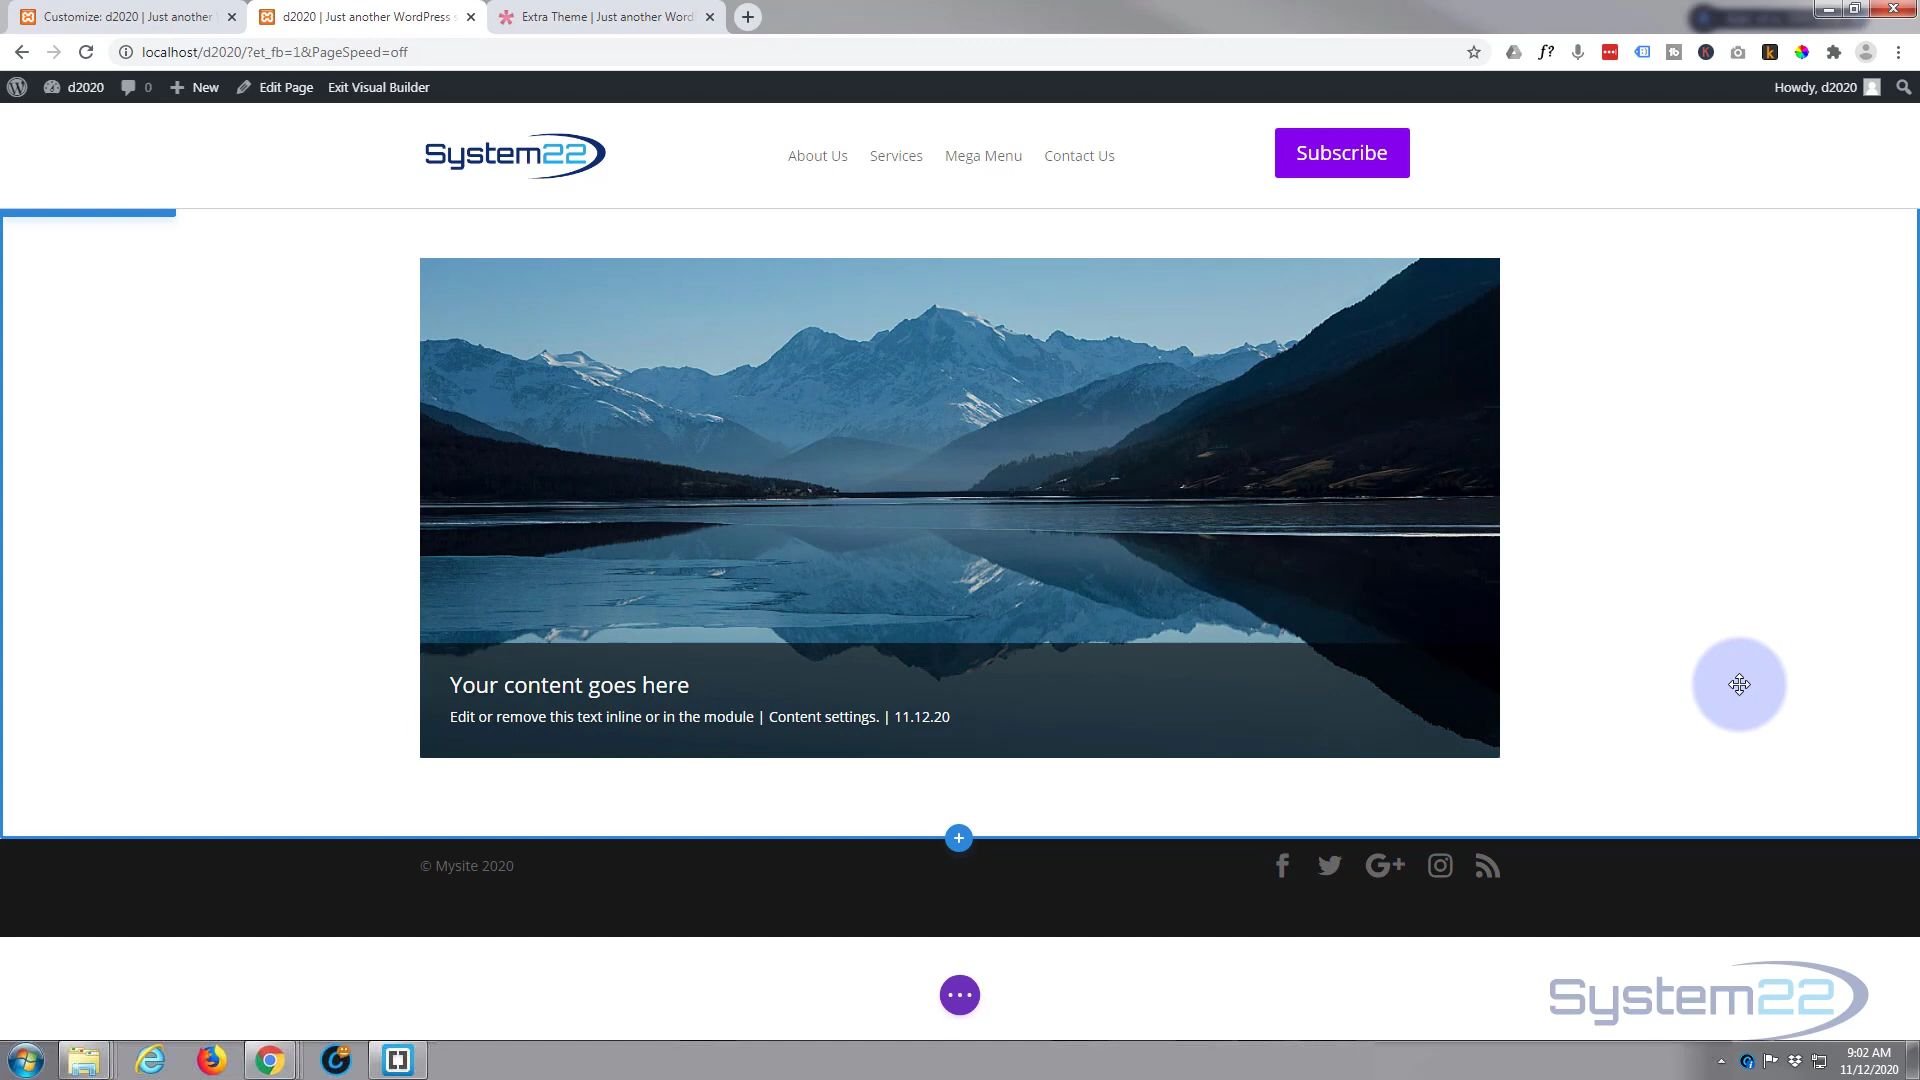 Customize: d2020 | Just another
d2020 | Just another WordPress s
Extra Theme | Just another Word
localhost/d2020/?et_fb=1&PageSpeed=off
d2020
0
New
Edit Page
Exit Visual Builder
Howdy, d2020
System22
About Us
Services
Mega Menu
Contact Us
Subscribe
Your content goes here
Edit or remove this text inline or in the module | Content settings. | 11.12.20
© Mysite 2020
System22
9:02 AM
11/12/2020